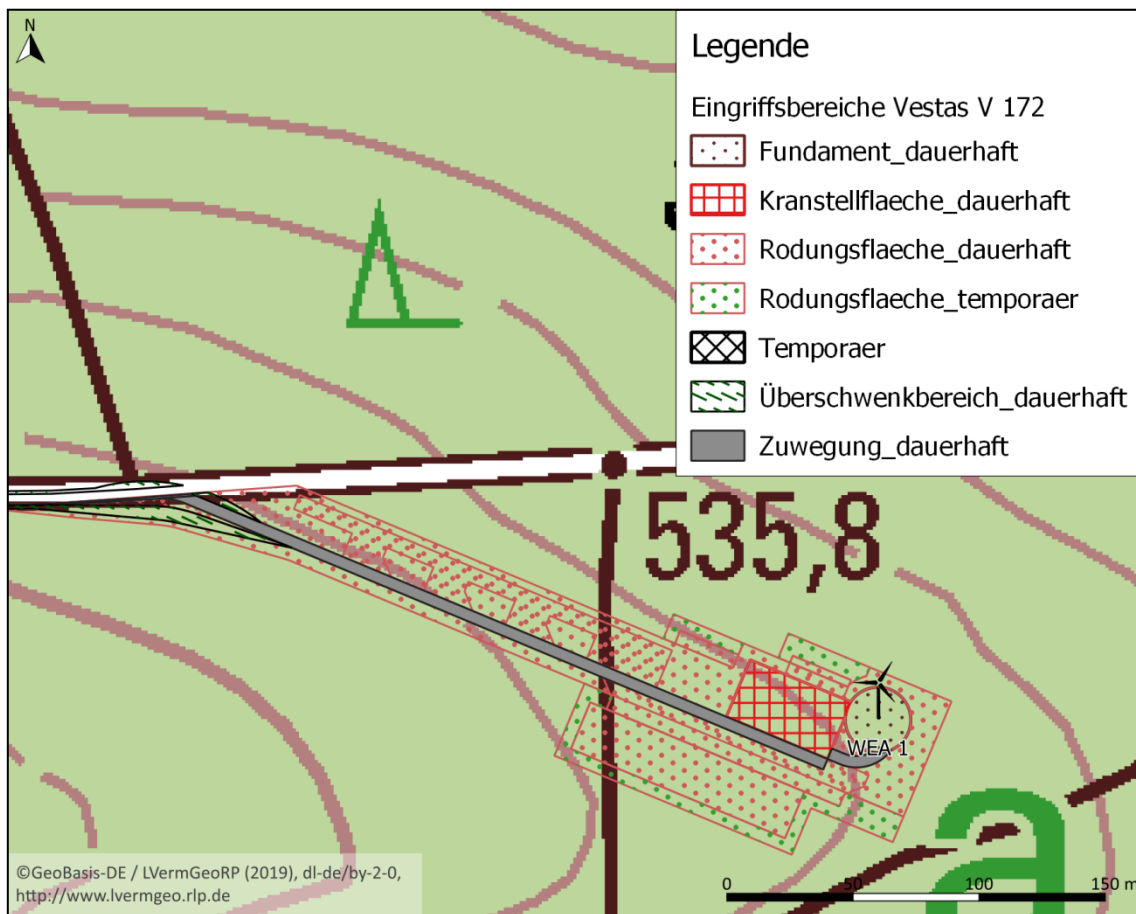 N
Legende
Eingriffsbereiche Vestas V 172
Fundament_dauerhaft
Kranstellflaeche_dauerhaft
Rodungsflaeche_dauerhaft
Rodungsflaeche_temporaer
Temporaer
Überschwenkbereich_dauerhaft
Zuwegung_dauerhaft
535,8
WEA 1
a
©GeoBasis-DE / LVermGeoRP (2019), dl-de/by-2-0,
http://www.lvermgeo.rlp.de
0 50 100 150 m